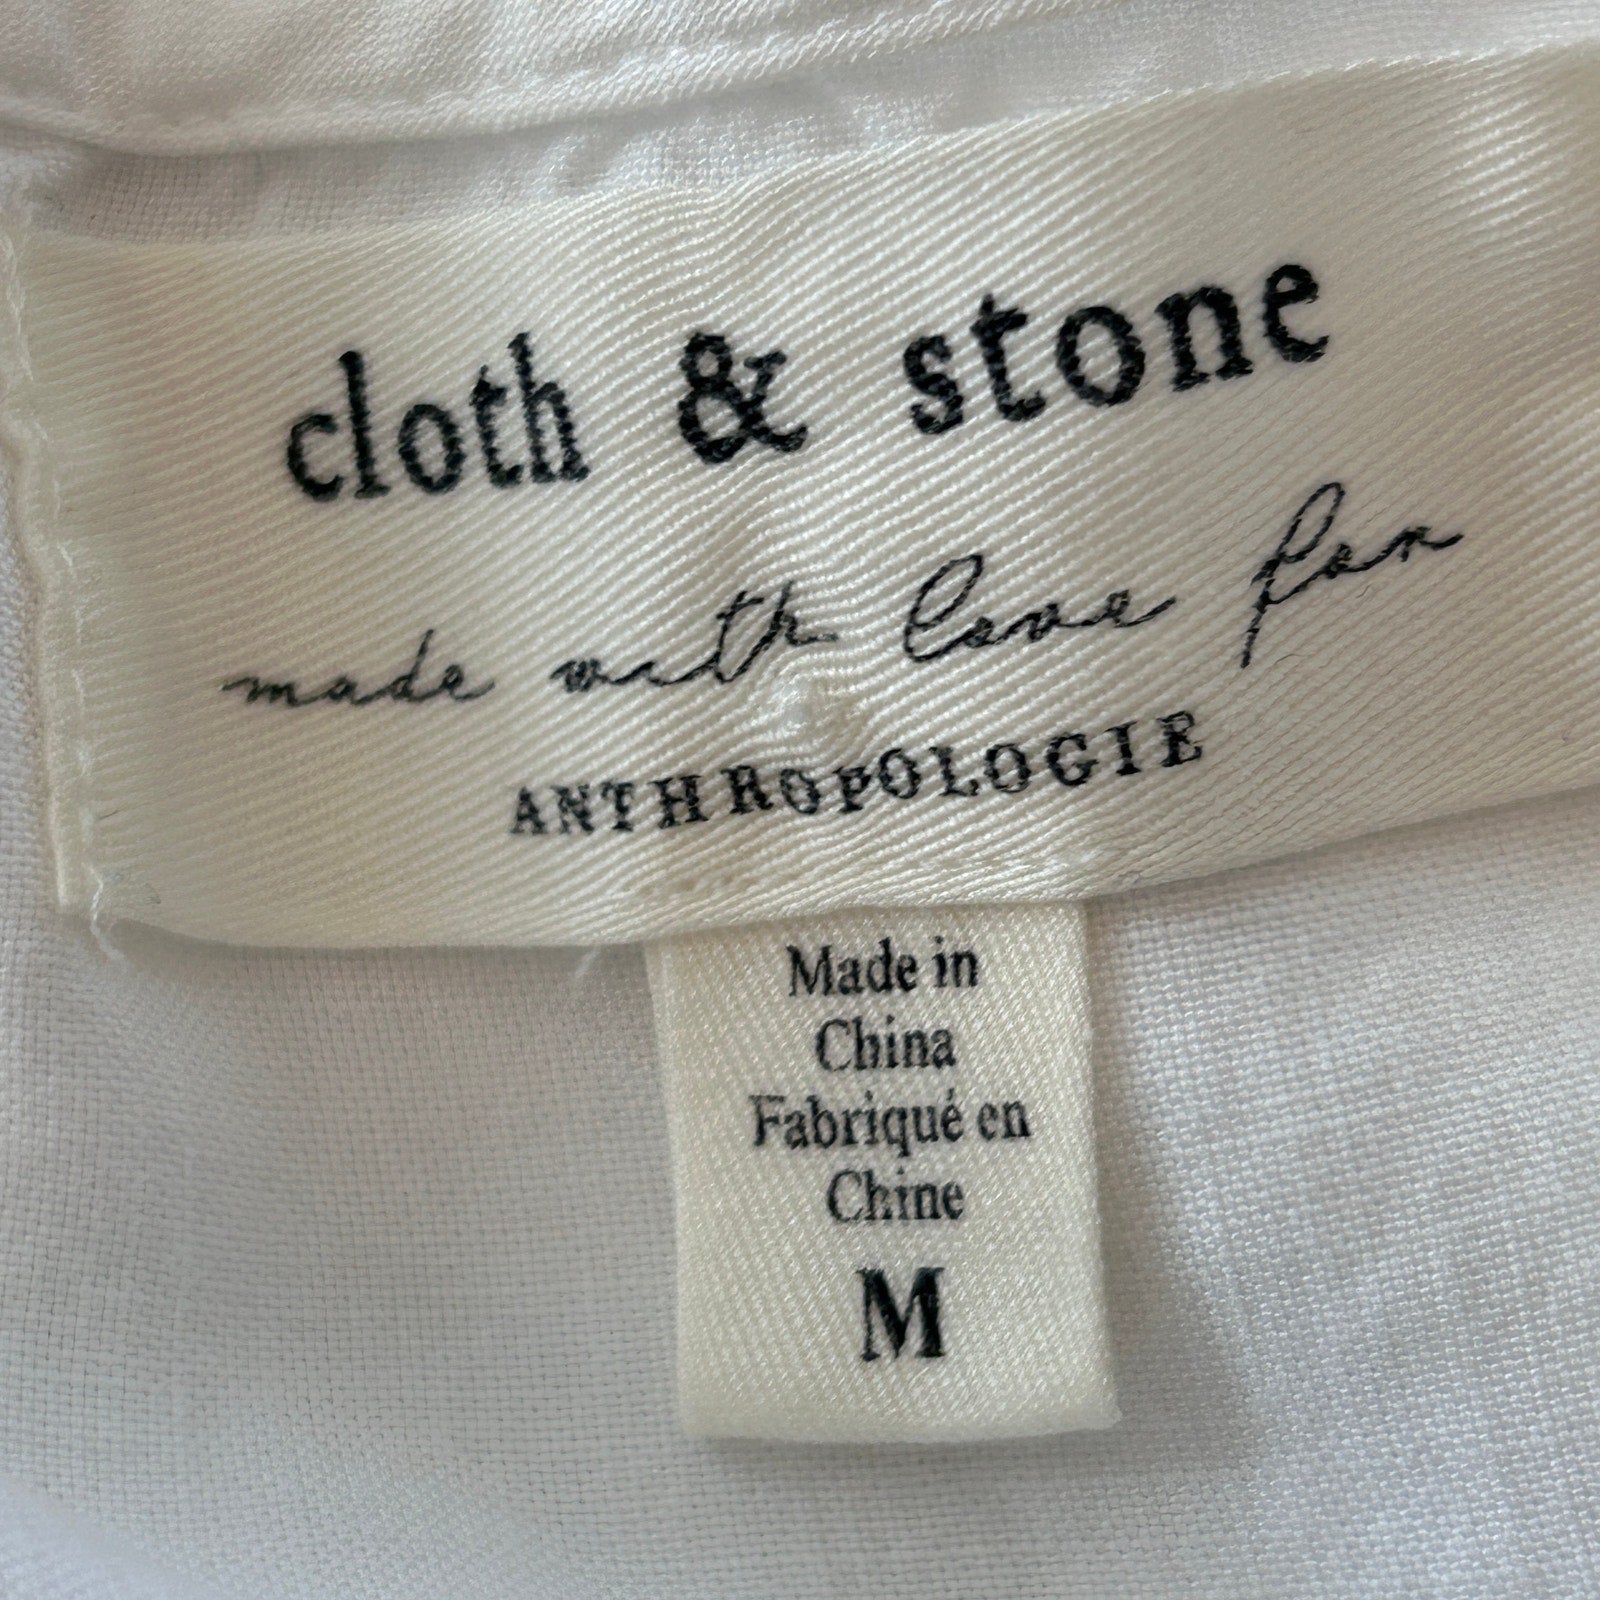 cloth & stone
made with love for
ANTHROPOLOGIE
Made in
China
Fabriqué en
Chine
M